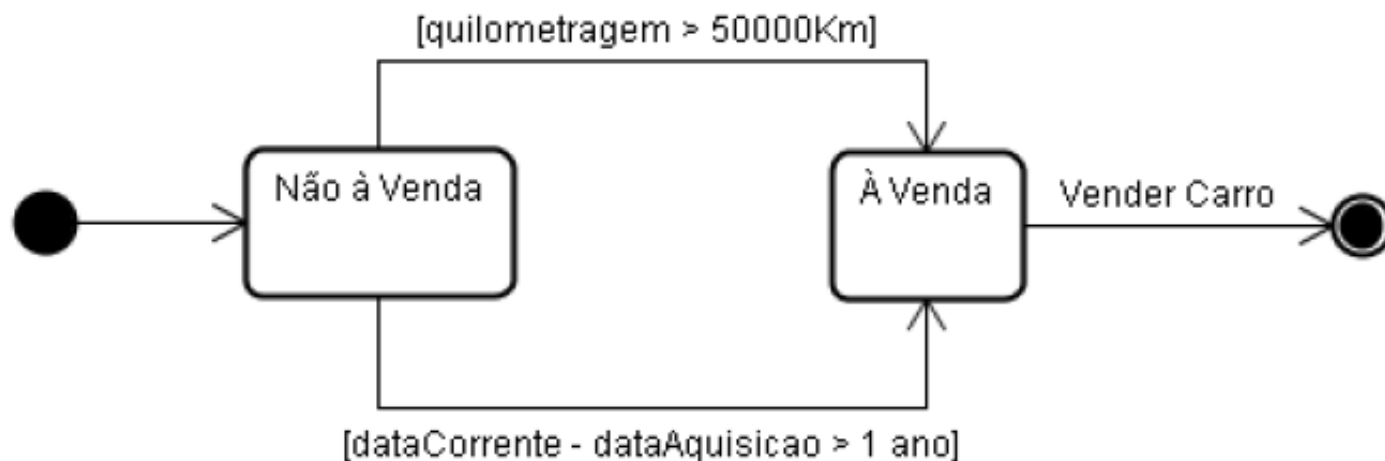 [quilometragem > 50000Km]
Não à Venda
À Venda
Vender Carro
[dataCorrente - dataAquisicao > 1 ano]